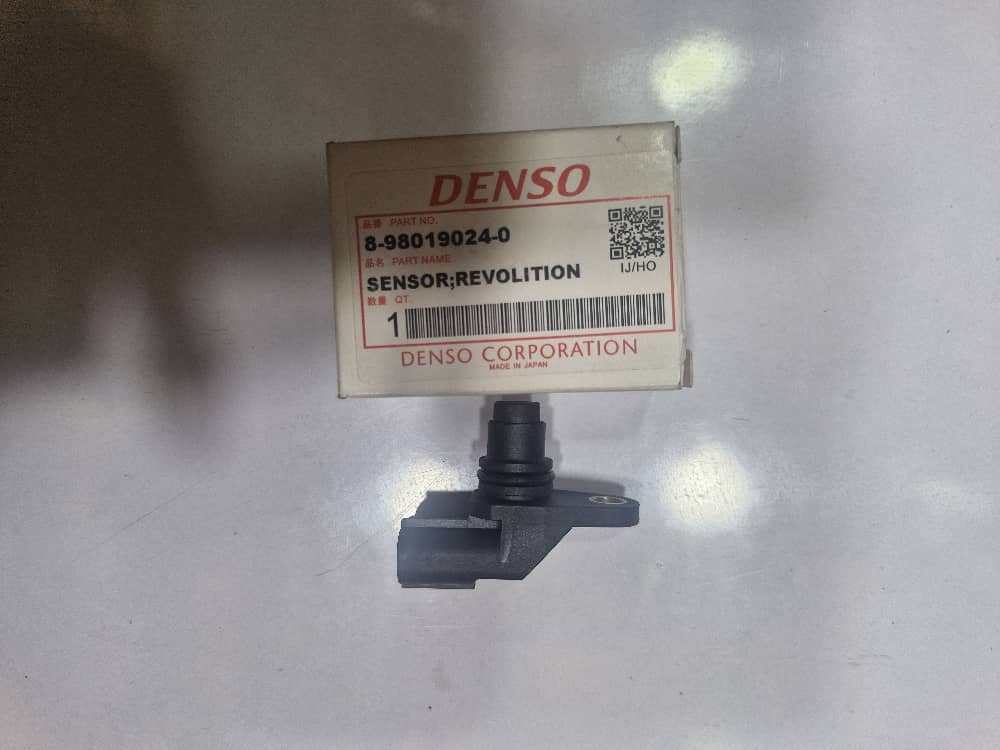 DENSO
品番 PART NO.
8-98019024-0
品名 PART NAME
SENSOR;REVOLITION
IJ/HO
数量 QT.
1
DENSO CORPORATION
MADE IN JAPAN